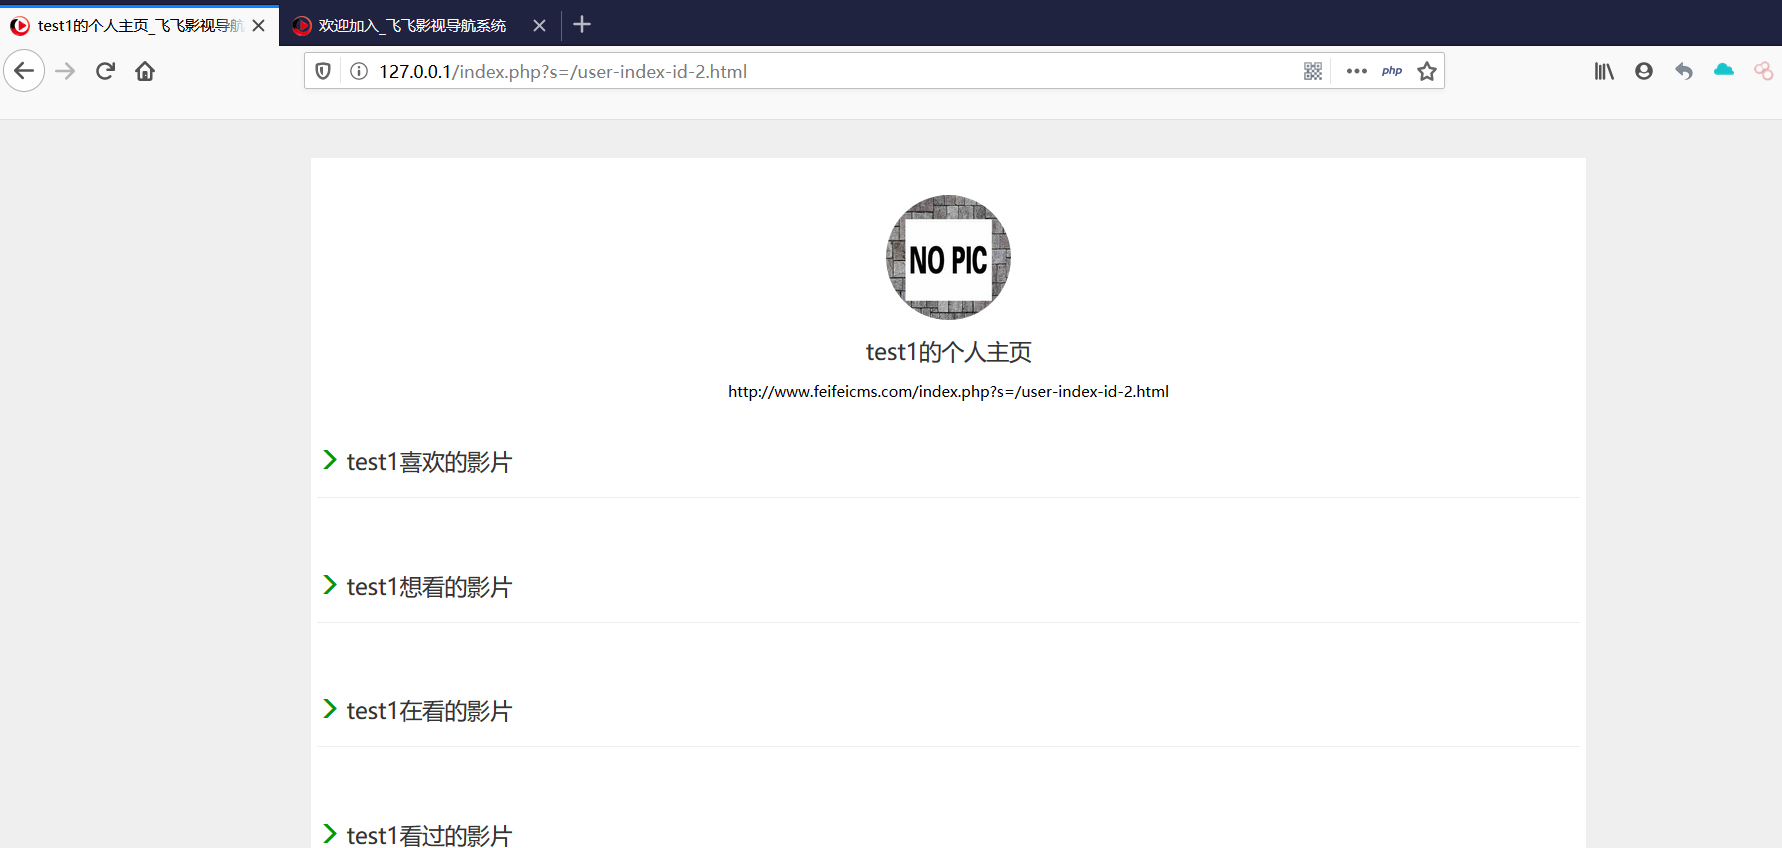 test1的个人主页_飞飞影视导航
欢迎加入_飞飞影视导航系统
127.0.0.1/index.php?s=/user-index-id-2.html
php
NO PIC
test1的个人主页
http://www.feifeicms.com/index.php?s=/user-index-id-2.html
test1喜欢的影片
test1想看的影片
test1在看的影片
test1看过的影片